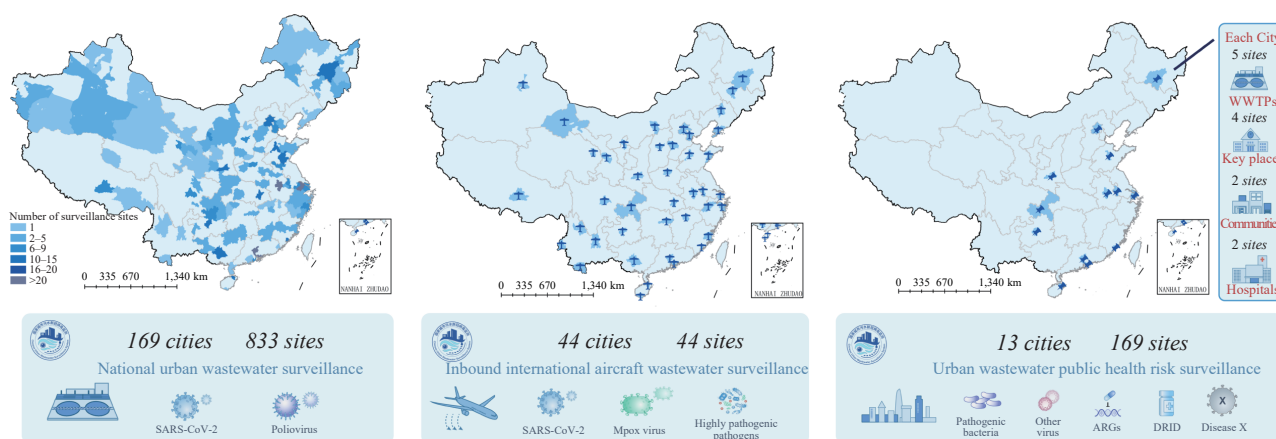 Number of surveillance sites
1
2–5
6–9
10–15
16–20
>20
0 335 670 1,340 km
NANHAI ZHUDAO
169 cities 833 sites
National urban wastewater surveillance
SARS-CoV-2
Poliovirus
0 335 670 1,340 km
NANHAI ZHUDAO
44 cities 44 sites
Inbound international aircraft wastewater surveillance
SARS-CoV-2
Mpox virus
Highly pathogenic
pathogens
0 335 670 1,340 km
NANHAI ZHUDAO
Each City
5 sites
WWTPs
4 sites
Key place
2 sites
Communitie
2 sites
Hospitals
13 cities 169 sites
Urban wastewater public health risk surveillance
Pathogenic
bacteria
Other
virus
ARGs
DRID
X
Disease X